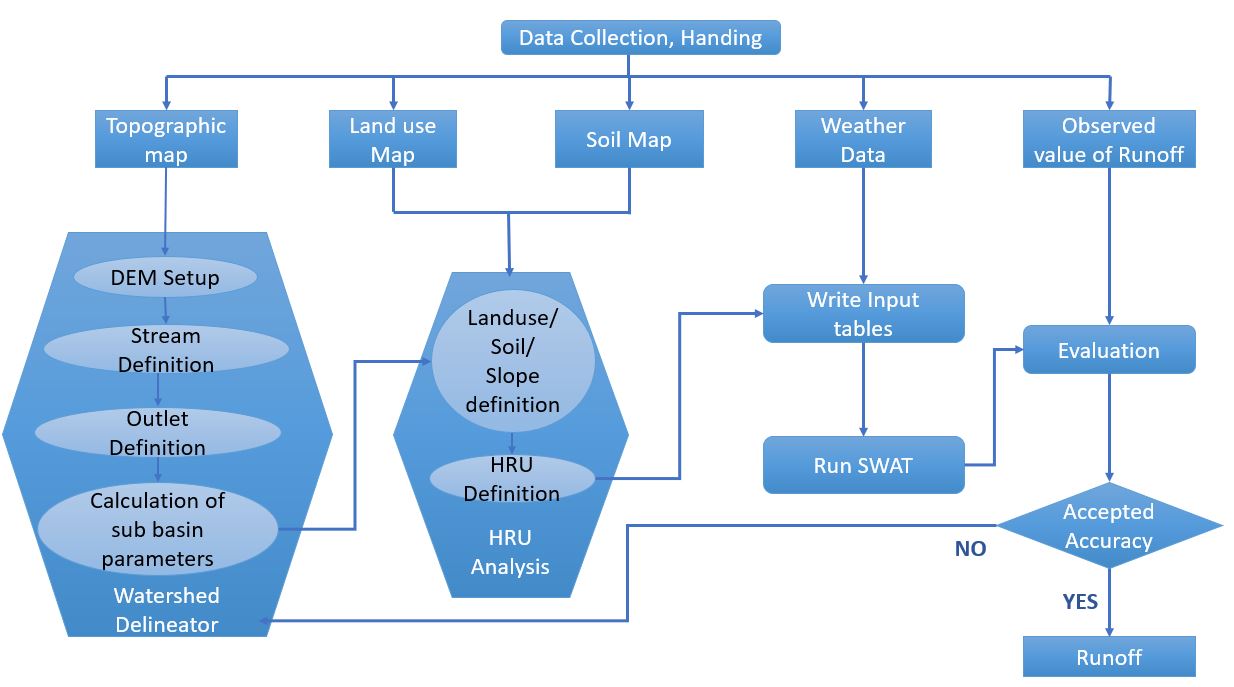 Data Collection, Handing
Topographic
map
Land use
Map
Soil Map
Weather
Data
Observed
value of Runoff
DEM Setup
Stream
Definition
Outlet
Definition
Calculation of
sub basin
parameters
Watershed
Delineator
Landuse/
Soil/
Slope
definition
HRU
Definition
HRU
Analysis
Write Input
tables
Run SWAT
Evaluation
Accepted
Accuracy
NO
YES
Runoff